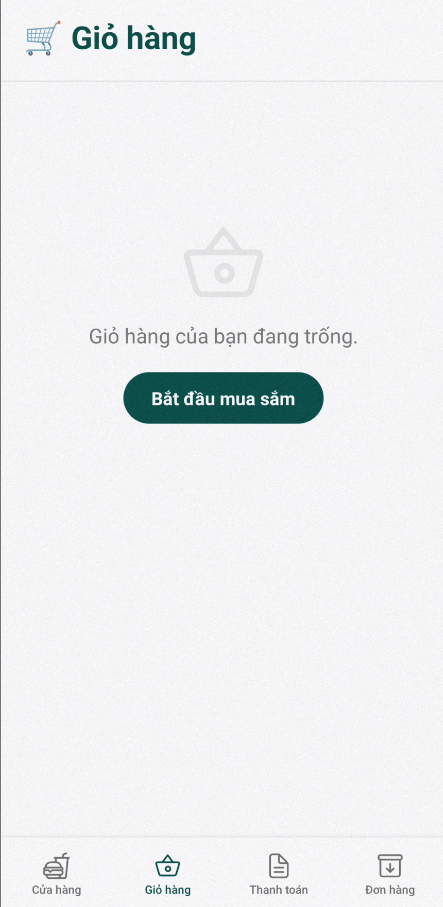 Giỏ hàng
Giỏ hàng của bạn đang trống.
Bắt đầu mua sắm
Cửa hàng
Giỏ hàng
Thanh toán
Đơn hàng